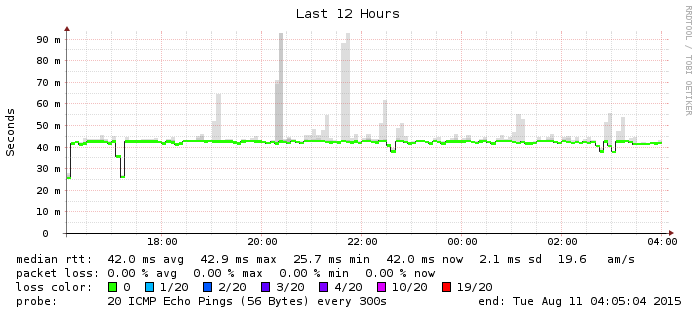 Last 12 Hours
RRDTOOL / TOBI OETIKER
Seconds
90 m
80 m
70 m
60 m
50 m
40 m
30 m
20 m
10 m
0
18:00 20:00 22:00 00:00 02:00 04:00
median rtt: 42.0 ms avg 42.9 ms max 25.7 ms min 42.0 ms now 2.1 ms sd 19.6 am/s
packet loss: 0.00 % avg 0.00 % max 0.00 % min 0.00 % now
loss color: 0 1/20 2/20 3/20 4/20 10/20 19/20
probe: 20 ICMP Echo Pings (56 Bytes) every 300s end: Tue Aug 11 04:05:04 2015